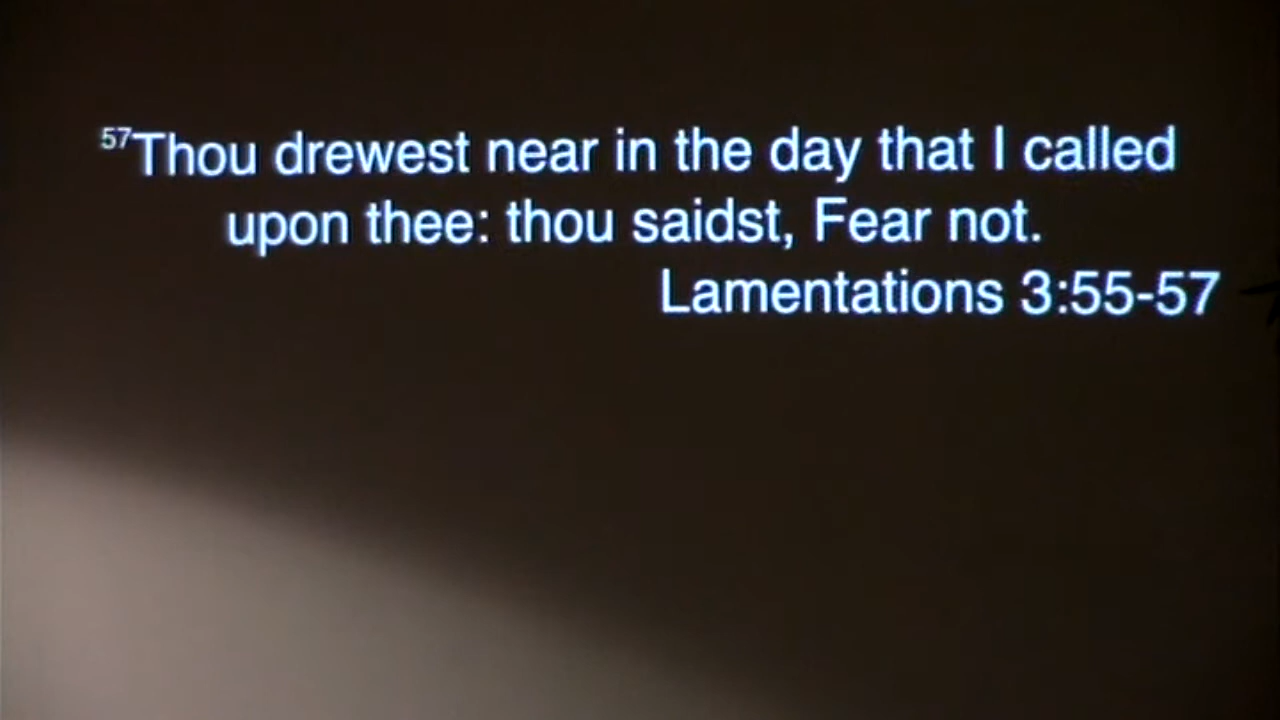 57Thou drewest near in the day that I called
upon thee: thou saidst, Fear not.
Lamentations 3:55-57